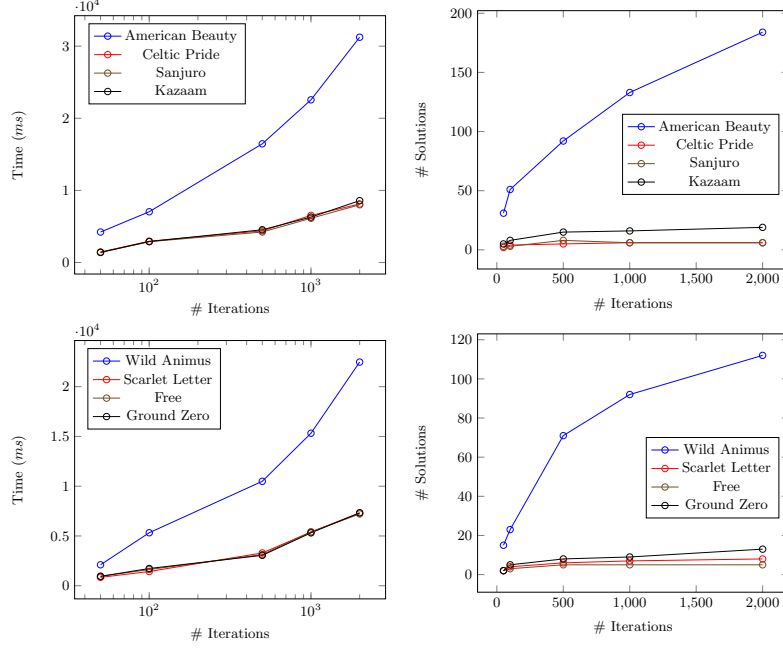 ·10⁴
3
2
1
0
10²
10³
# Iterations
Time (ms)
American Beauty
Celtic Pride
Sanjuro
Kazaam
200
150
100
50
0
0
500
1,000
1,500
2,000
# Iterations
# Solutions
American Beauty
Celtic Pride
Sanjuro
Kazaam
·10⁴
2
1.5
1
0.5
0
10²
10³
# Iterations
Time (ms)
Wild Animus
Scarlet Letter
Free
Ground Zero
120
100
80
60
40
20
0
0
500
1,000
1,500
2,000
# Iterations
# Solutions
Wild Animus
Scarlet Letter
Free
Ground Zero